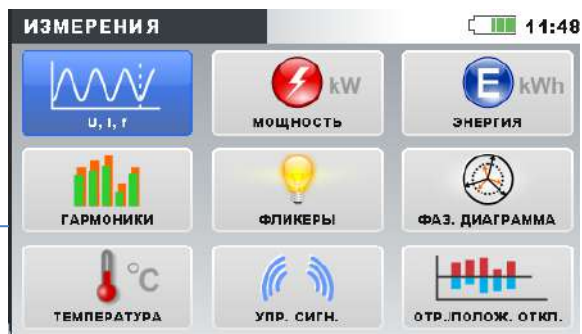 ИЗМЕРЕНИЯ 11:48
U, I, f
kW
МОЩНОСТЬ
E kWh
ЭНЕРГИЯ
ГАРМОНИКИ
ФЛИКЕРЫ
ФАЗ. ДИАГРАММА
°C
ТЕМПЕРАТУРА
УПР. СИГН.
ОТР./ПОЛОЖ. ОТКЛ.